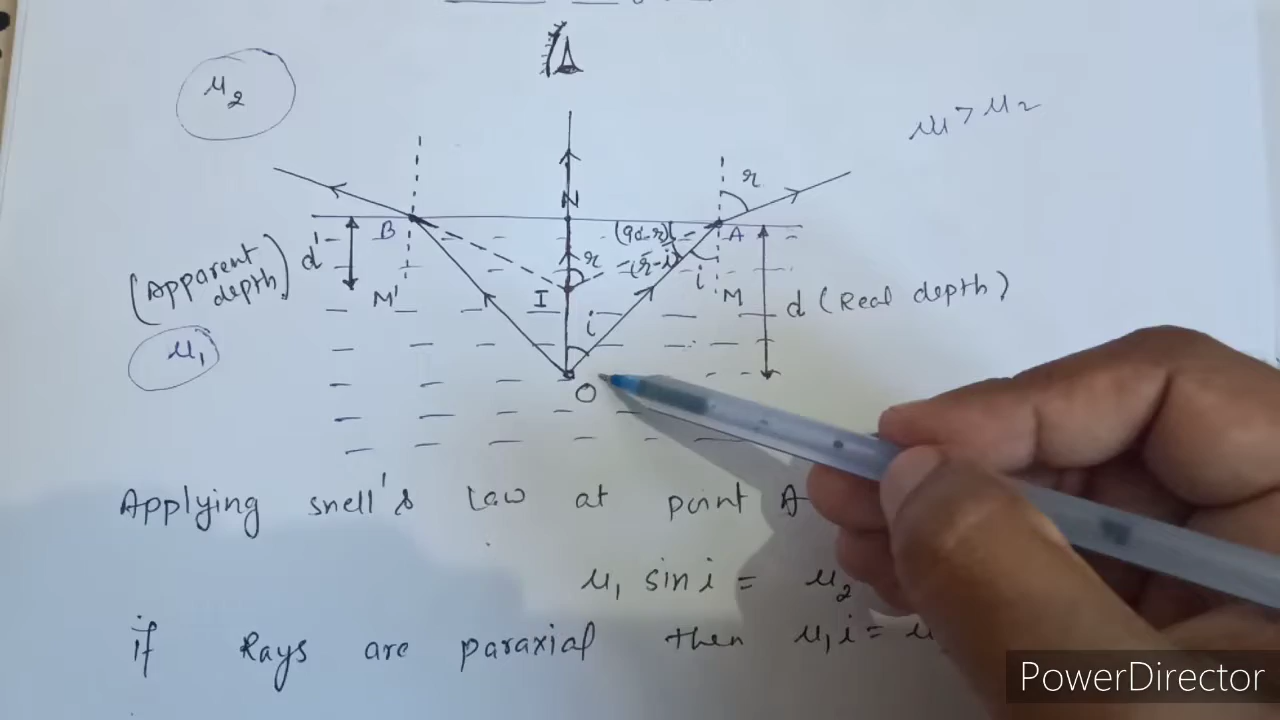 μ2
μ1 > μ2
r
N
B
(90-r)
A
(Apparent depth)
d'
r
(r-i)
i
M'
I
M
d (Real depth)
μ1
i
O
Applying snell's Law at point A
μ1 sin i = μ2
if Rays are paraxial then μ1 i = μ
PowerDirector